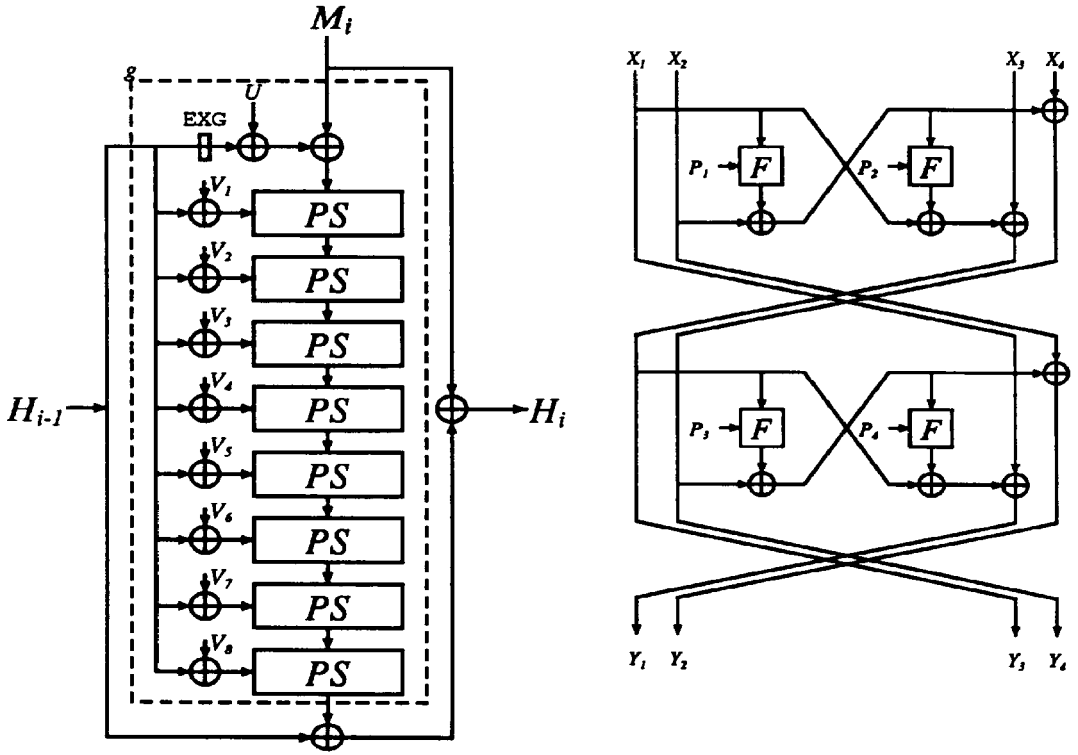 M_i
g
U
EXG
V_1
PS
V_2
PS
V_3
PS
V_4
PS
V_5
PS
V_6
PS
V_7
PS
V_8
PS
H_{i-1}
H_i
X_1 X_2 X_3 X_4
P_1 F P_2 F
P_3 F P_4 F
Y_1 Y_2 Y_3 Y_4